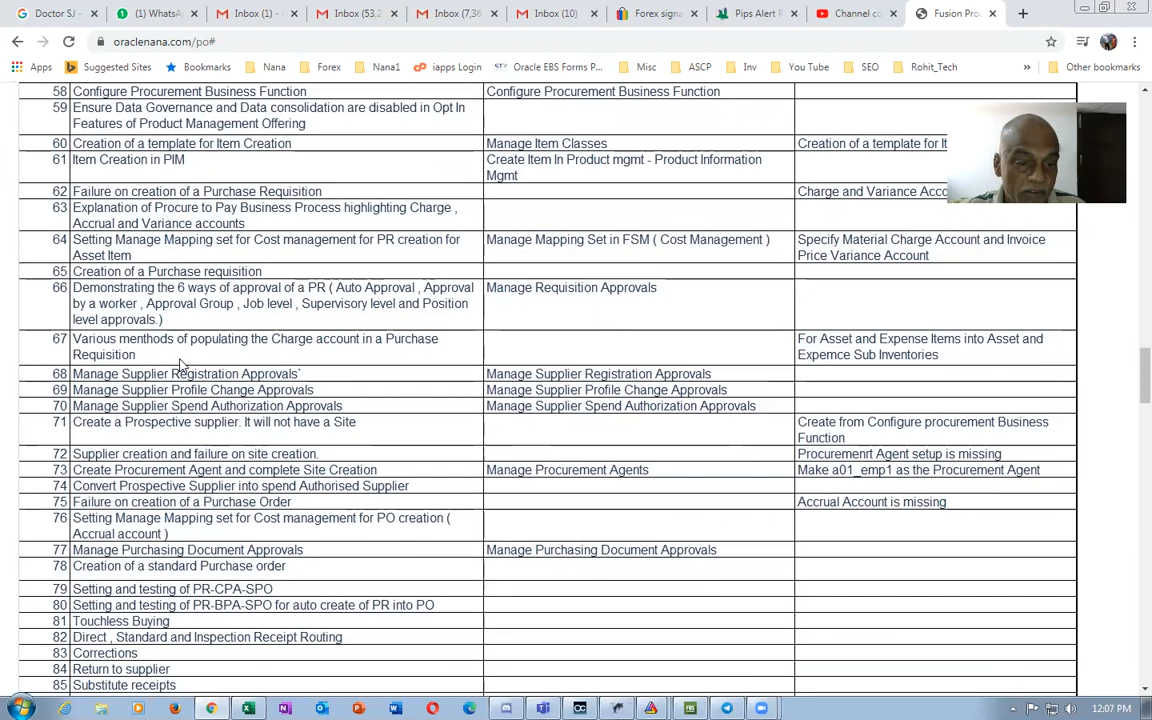 Doctor SJ -
(1) WhatsA
Inbox (1) -
Inbox (53,2
Inbox (7,36
Inbox (10)
Forex signa
Pips Alert F
Channel co
Fusion Pro
oraclenana.com/po#
Apps
Suggested Sites
Bookmarks
Nana
Forex
Nana1
iapps Login
Oracle EBS Forms P...
Misc
ASCP
Inv
You Tube
SEO
Rohit_Tech
»
Other bookmarks
58 Configure Procurement Business Function Configure Procurement Business Function
59 Ensure Data Governance and Data consolidation are disabled in Opt In
Features of Product Management Offering
60 Creation of a template for Item Creation Manage Item Classes Creation of a template for It
61 Item Creation in PIM Create Item In Product mgmt - Product Information
Mgmt
62 Failure on creation of a Purchase Requisition Charge and Variance Acco
63 Explanation of Procure to Pay Business Process highlighting Charge ,
Accrual and Variance accounts
64 Setting Manage Mapping set for Cost management for PR creation for Manage Mapping Set in FSM ( Cost Management ) Specify Material Charge Account and Invoice
Asset Item Price Variance Account
65 Creation of a Purchase requisition
66 Demonstrating the 6 ways of approval of a PR ( Auto Approval , Approval Manage Requisition Approvals
by a worker , Approval Group , Job level , Supervisory level and Position
level approvals.)
67 Various menthods of populating the Charge account in a Purchase For Asset and Expense Items into Asset and
Requisition Expemce Sub Inventories
68 Manage Supplier Registration Approvals` Manage Supplier Registration Approvals
69 Manage Supplier Profile Change Approvals Manage Supplier Profile Change Approvals
70 Manage Supplier Spend Authorization Approvals Manage Supplier Spend Authorization Approvals
71 Create a Prospective supplier. It will not have a Site Create from Configure procurement Business
Function
72 Supplier creation and failure on site creation. Procuremenrt Agent setup is missing
73 Create Procurement Agent and complete Site Creation Manage Procurement Agents Make a01_emp1 as the Procurement Agent
74 Convert Prospective Supplier into spend Authorised Supplier
75 Failure on creation of a Purchase Order Accrual Account is missing
76 Setting Manage Mapping set for Cost management for PO creation (
Accrual account )
77 Manage Purchasing Document Approvals Manage Purchasing Document Approvals
78 Creation of a standard Purchase order
79 Setting and testing of PR-CPA-SPO
80 Setting and testing of PR-BPA-SPO for auto create of PR into PO
81 Touchless Buying
82 Direct , Standard and Inspection Receipt Routing
83 Corrections
84 Return to supplier
85 Substitute receipts
12:07 PM